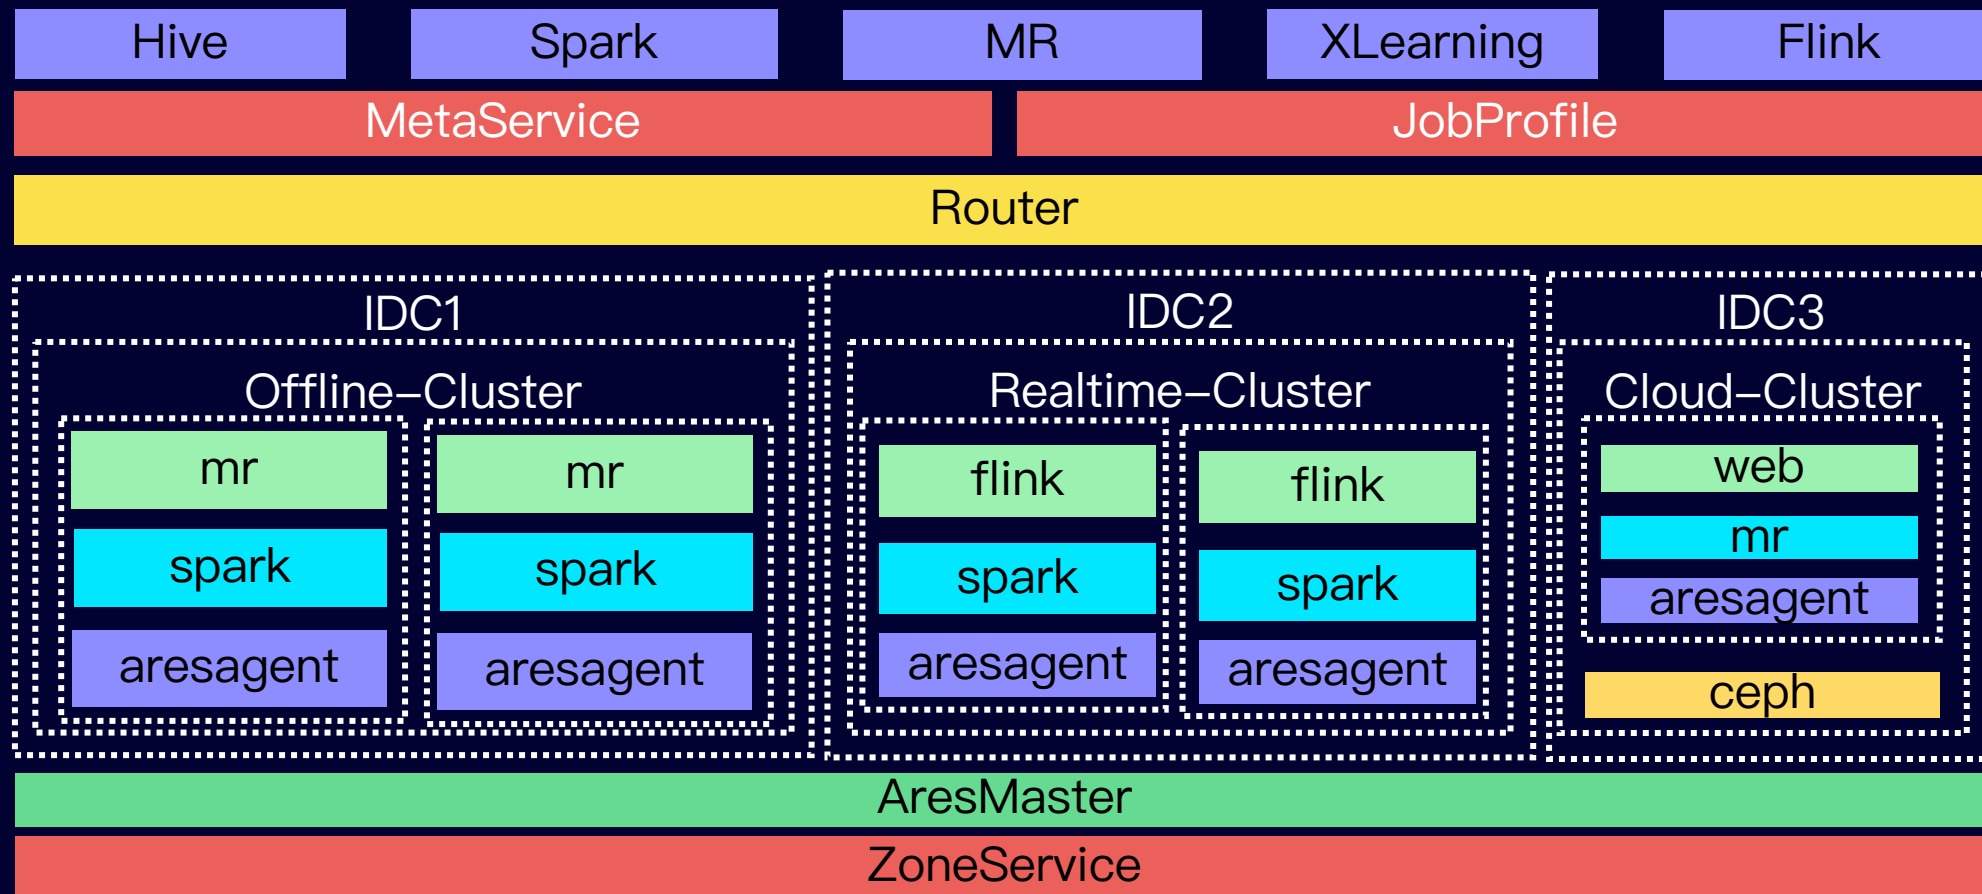 Hive
Spark
MR
XLearning
Flink
MetaService
JobProfile
Router
IDC1
Offline-Cluster
mr
spark
aresagent
mr
spark
aresagent
IDC2
Realtime-Cluster
flink
spark
aresagent
flink
spark
aresagent
IDC3
Cloud-Cluster
web
mr
aresagent
ceph
AresMaster
ZoneService